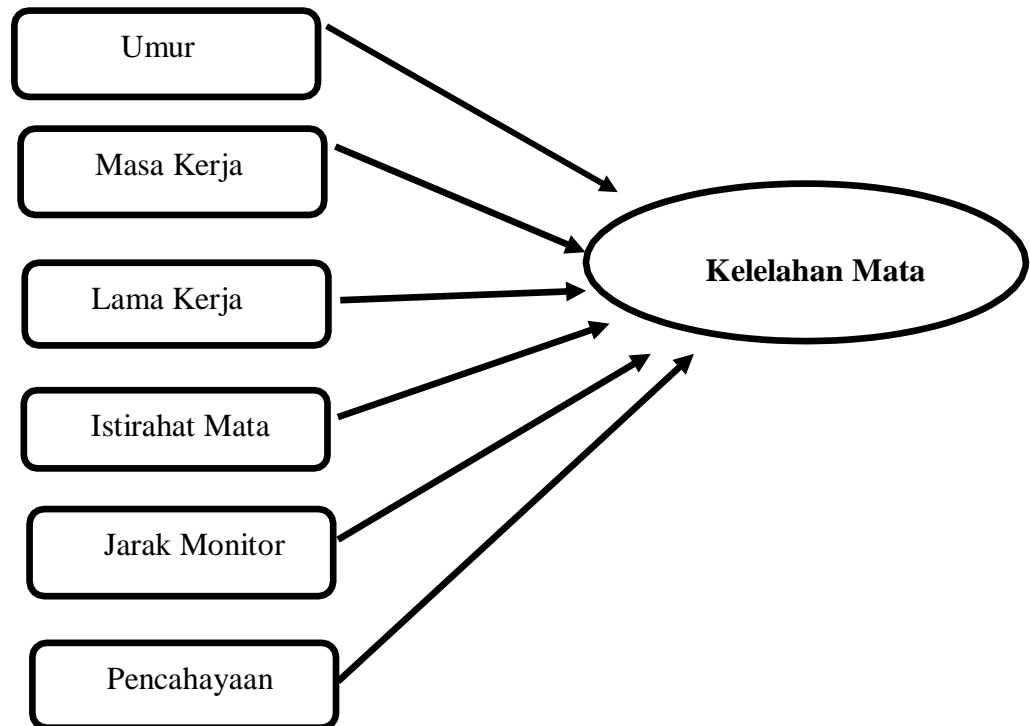 Umur
Masa Kerja
Lama Kerja
Kelelahan Mata
Istirahat Mata
Jarak Monitor
Pencahayaan